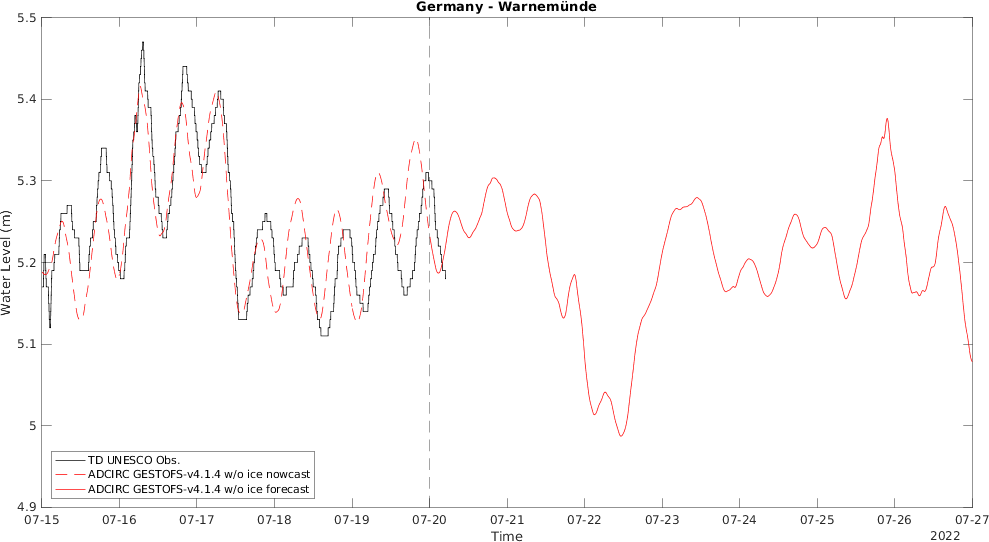 Germany - Warnemünde
5.5
5.4
5.3
5.2
5.1
5
4.9
Water Level (m)
TD UNESCO Obs.
ADCIRC GESTOFS-v4.1.4 w/o ice nowcast
ADCIRC GESTOFS-v4.1.4 w/o ice forecast
07-15 07-16 07-17 07-18 07-19 07-20 07-21 07-22 07-23 07-24 07-25 07-26 07-27
Time
2022